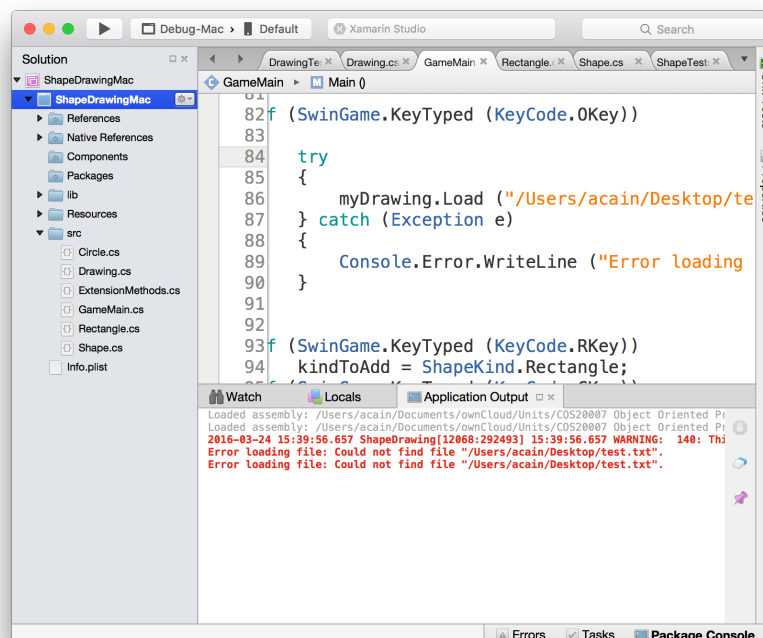 Debug-Mac › Default
Xamarin Studio
Search
Solution
ShapeDrawingMac
ShapeDrawingMac
References
Native References
Components
Packages
lib
Resources
src
Circle.cs
Drawing.cs
ExtensionMethods.cs
GameMain.cs
Rectangle.cs
Shape.cs
Info.plist
DrawingTe Drawing.cs GameMain Rectangle. Shape.cs ShapeTest
C GameMain M Main ()
81
82 f (SwinGame.KeyTyped (KeyCode.OKey))
83
84 try
85 {
86 myDrawing.Load ("/Users/acain/Desktop/te
87 } catch (Exception e)
88 {
89 Console.Error.WriteLine ("Error loading
90 }
91
92
93 f (SwinGame.KeyTyped (KeyCode.RKey))
94 kindToAdd = ShapeKind.Rectangle;
95 f (SwinGame.KeyTyped (KeyCode.CKey))
Watch Locals Application Output
Loaded assembly: /Users/acain/Documents/ownCloud/Units/COS20007 Object Oriented Pr
Loaded assembly: /Users/acain/Documents/ownCloud/Units/COS20007 Object Oriented Pr
2016-03-24 15:39:56.657 ShapeDrawing[12068:292493] 15:39:56.657 WARNING: 140: Thi
Error loading file: Could not find file "/Users/acain/Desktop/test.txt".
Error loading file: Could not find file "/Users/acain/Desktop/test.txt".
Errors Tasks Package Console